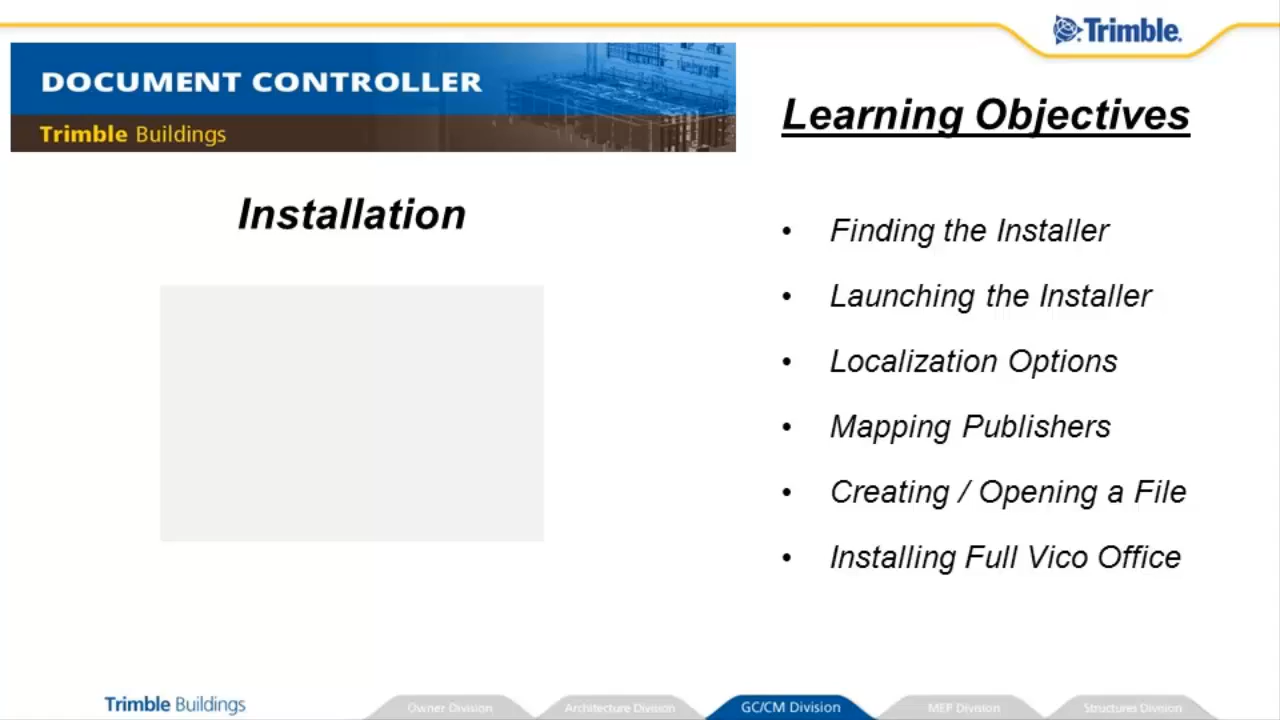 Trimble.
DOCUMENT CONTROLLER
Trimble Buildings
Learning Objectives
Installation
• Finding the Installer
• Launching the Installer
• Localization Options
• Mapping Publishers
• Creating / Opening a File
• Installing Full Vico Office
Trimble Buildings
Owner Division
Architecture Division
GC/CM Division
MEP Division
Structures Division